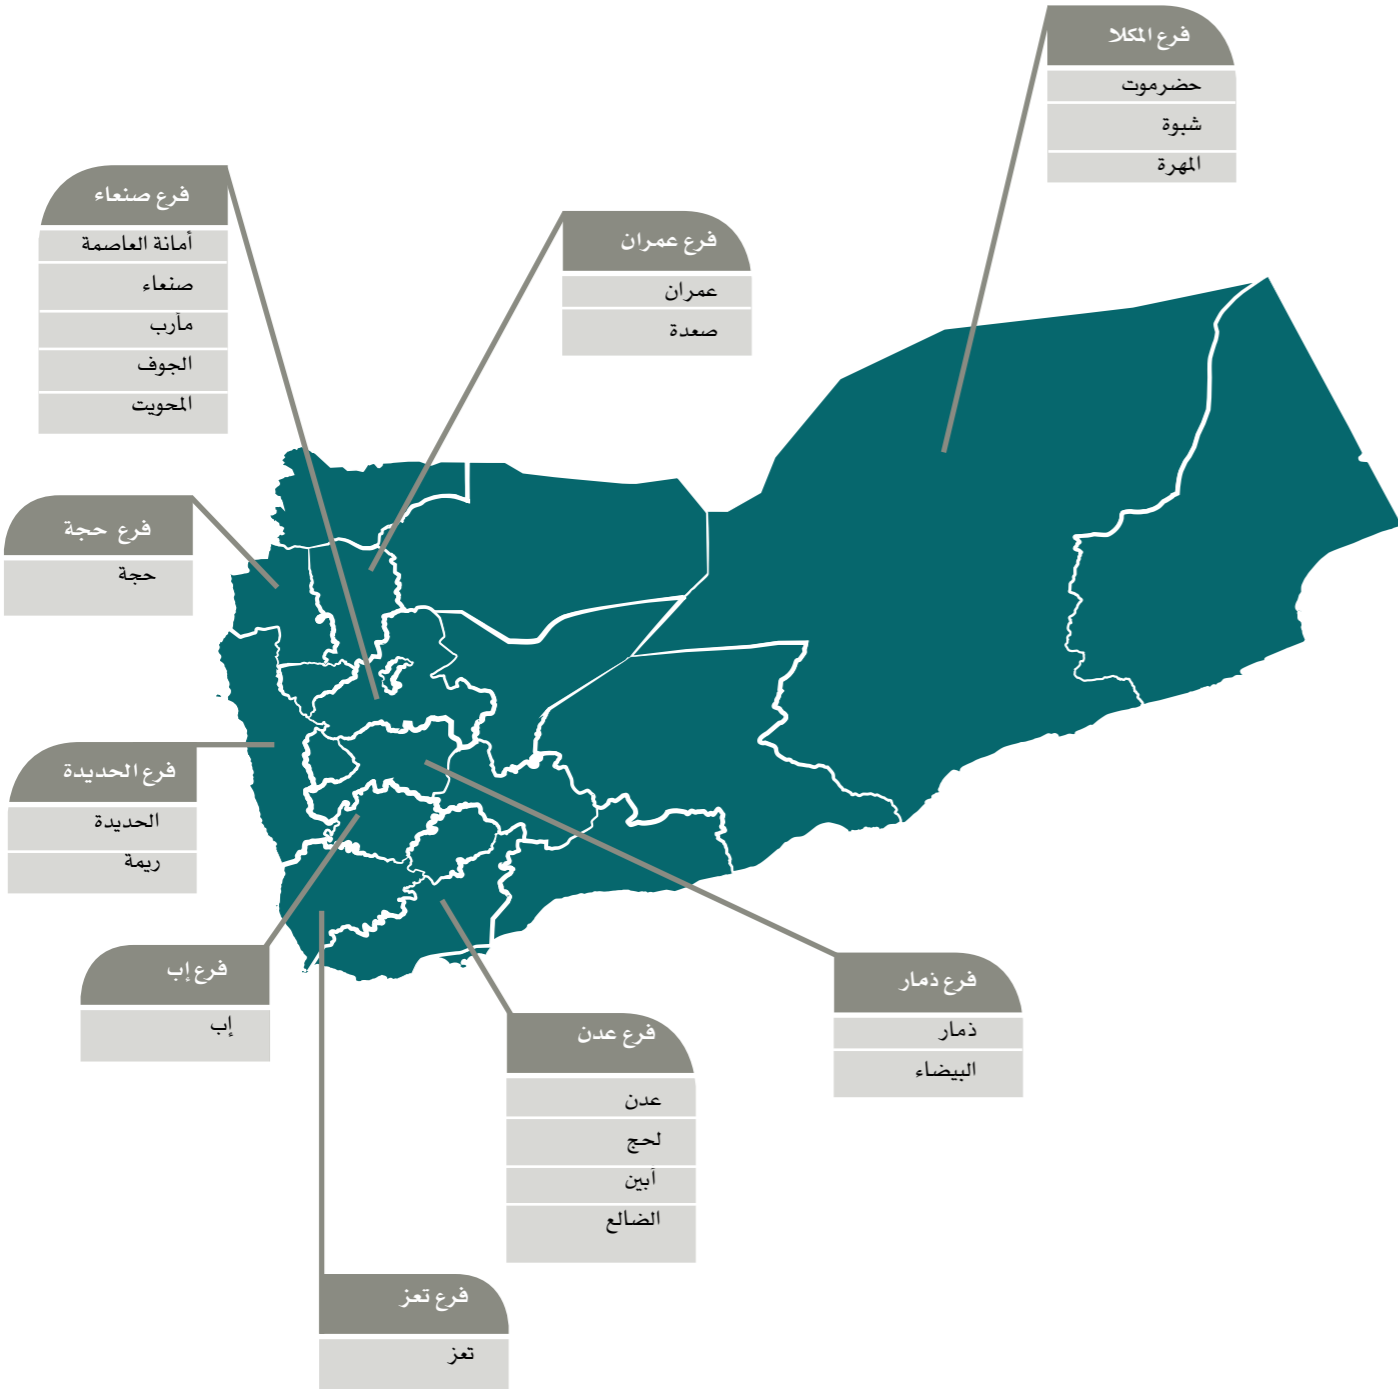 فرع المكلا
حضرموت
شبوة
المهرة
فرع صنعاء
أمانة العاصمة
صنعاء
مأرب
الجوف
المحويت
فرع عمران
عمران
صعدة
فرع حجة
حجة
فرع الحديدة
الحديدة
ريمة
فرع إب
إب
فرع ذمار
ذمار
البيضاء
فرع عدن
عدن
لحج
أبين
الضالع
فرع تعز
تعز